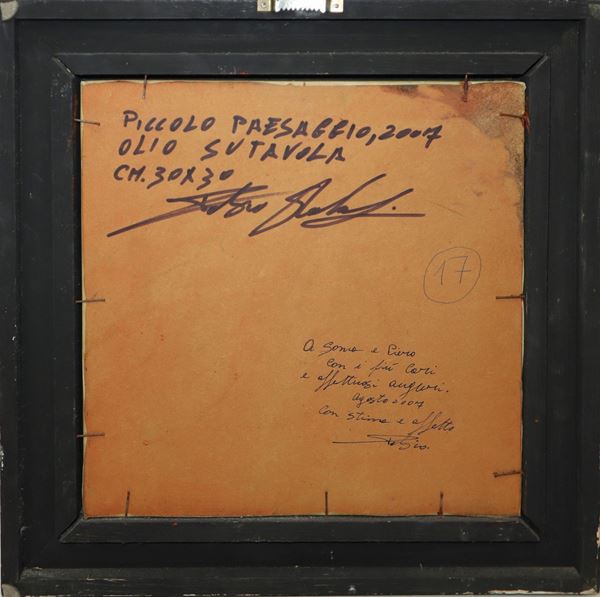 PICCOLO PAESAGGIO, 2007
OLIO SU TAVOLA
CM. 30X30
17
A Sonia e Piero
con i più cari
e affettuosi auguri.
Agosto 2007
con stima e affetto